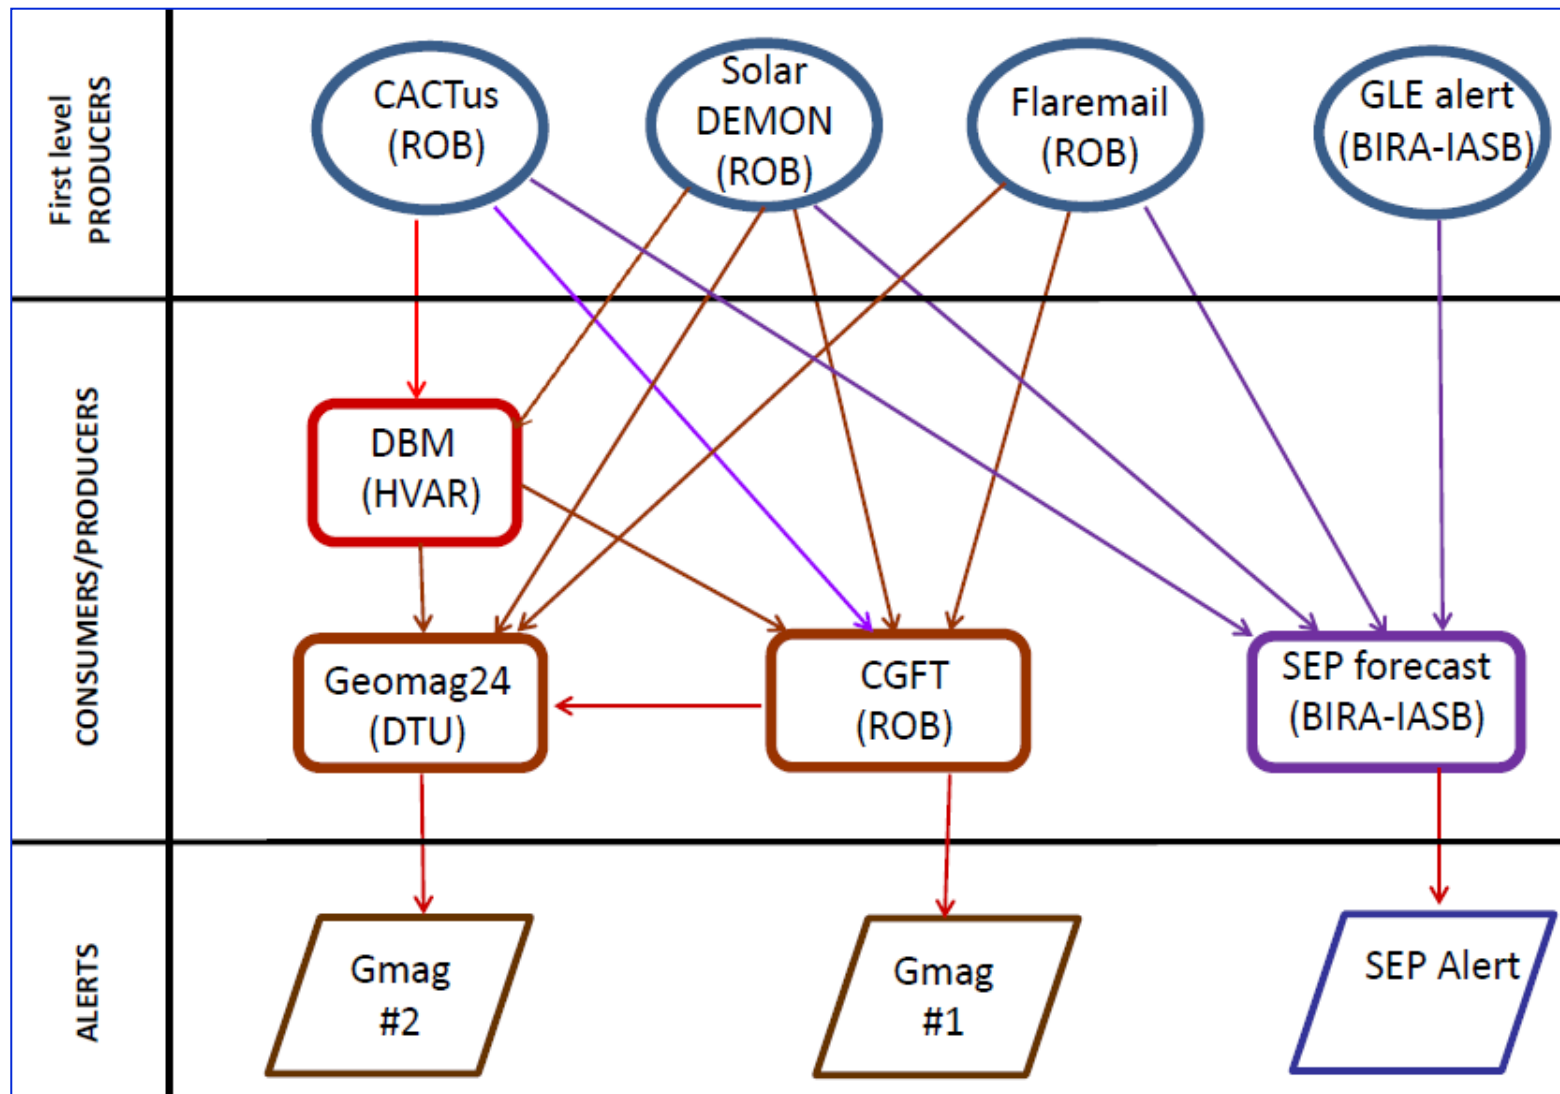 First level
PRODUCERS
CACTus
(ROB)
Solar
DEMON
(ROB)
Flaremail
(ROB)
GLE alert
(BIRA-IASB)
CONSUMERS/PRODUCERS
DBM
(HVAR)
Geomag24
(DTU)
CGFT
(ROB)
SEP forecast
(BIRA-IASB)
ALERTS
Gmag
#2
Gmag
#1
SEP Alert